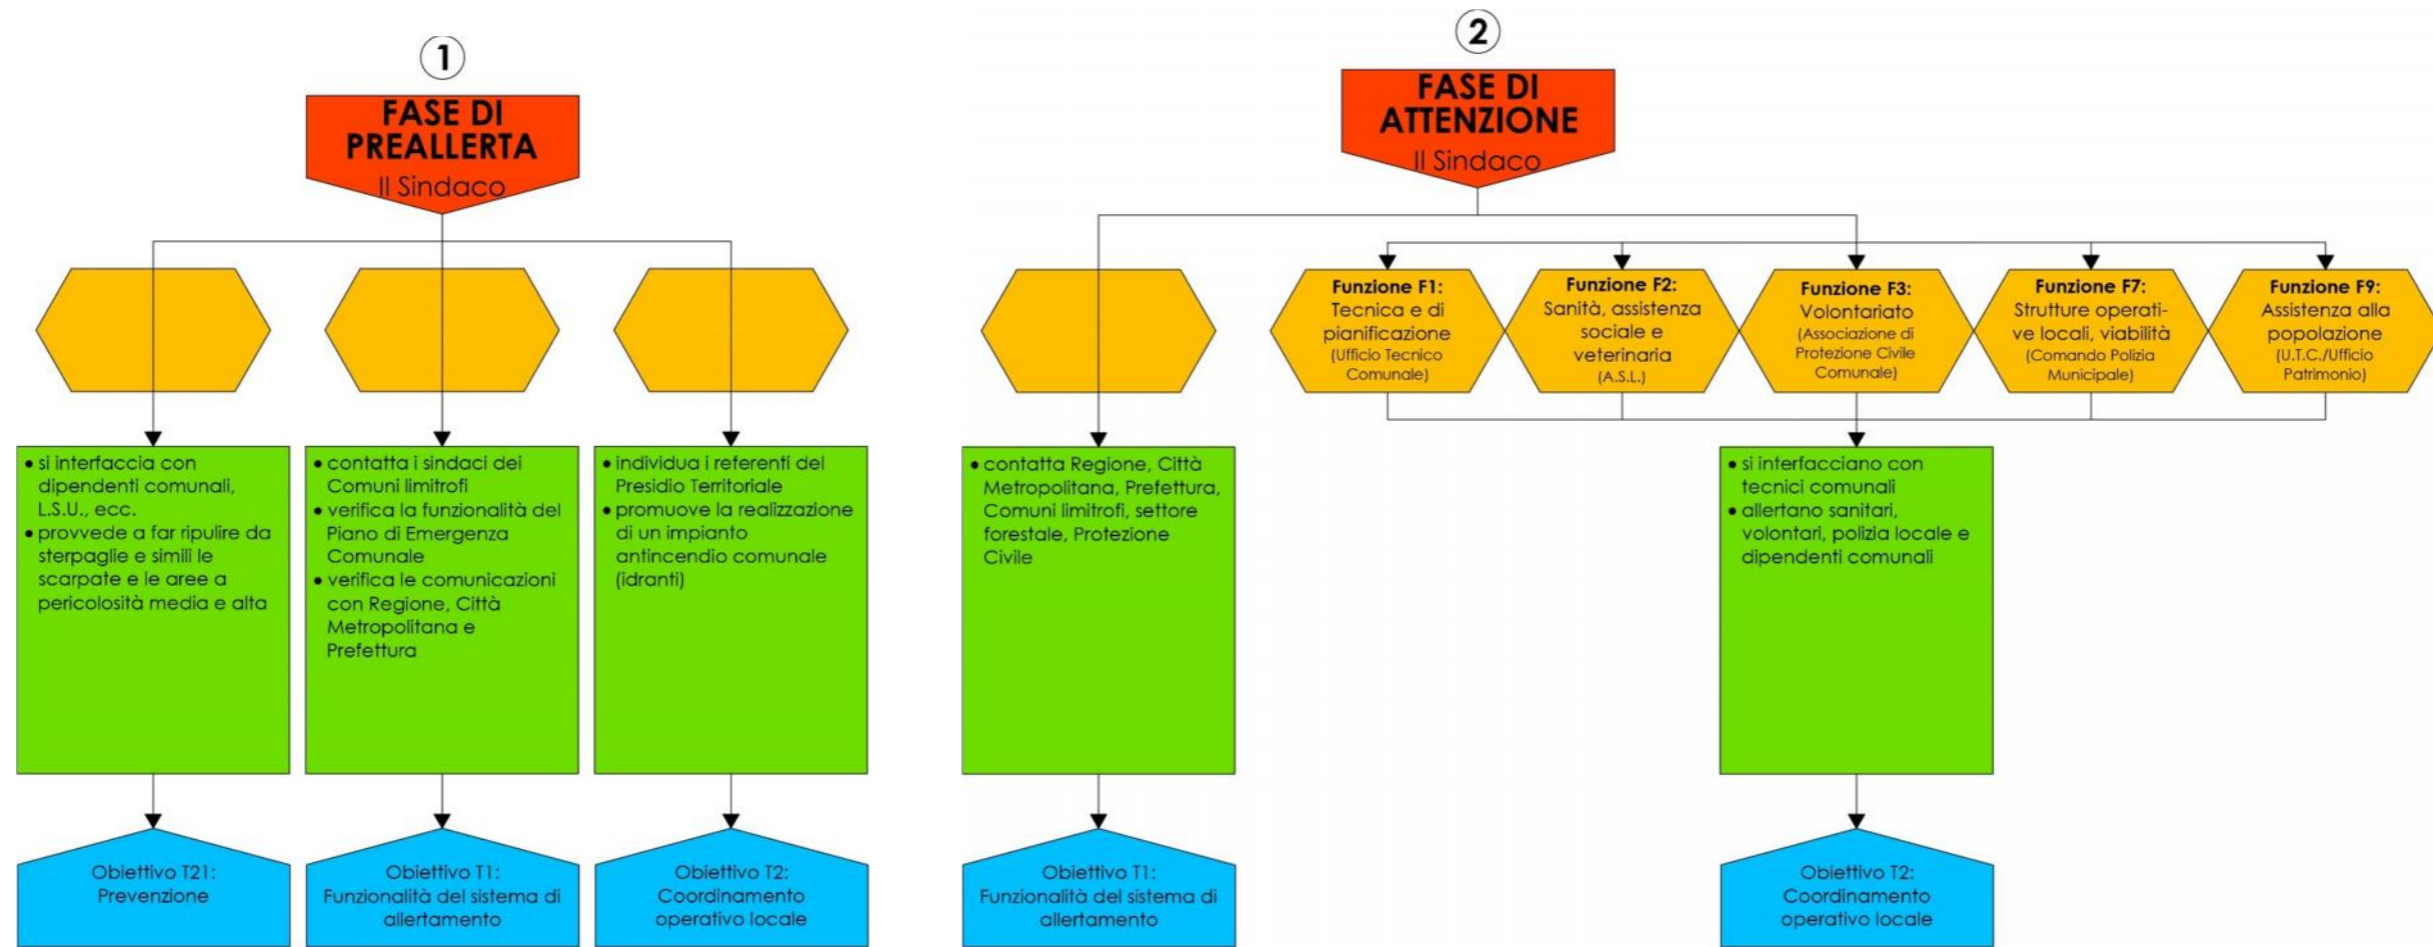 1
FASE DI
PREALLERTA
Il Sindaco
• si interfaccia con
dipendenti comunali,
L.S.U., ecc.
• provvede a far ripulire da
sterpaglie e simili le
scarpate e le aree a
pericolosità media e alta
• contatta i sindaci dei
Comuni limitrofi
• verifica la funzionalità del
Piano di Emergenza
Comunale
• verifica le comunicazioni
con Regione, Città
Metropolitana e
Prefettura
• individua i referenti del
Presidio Territoriale
• promuove la realizzazione
di un impianto
antincendio comunale
(idranti)
Obiettivo T21:
Prevenzione
Obiettivo T1:
Funzionalità del sistema di
allertamento
Obiettivo T2:
Coordinamento
operativo locale
2
FASE DI
ATTENZIONE
Il Sindaco
Funzione F1:
Tecnica e di
pianificazione
(Ufficio Tecnico
Comunale)
Funzione F2:
Sanità, assistenza
sociale e
veterinaria
(A.S.L.)
Funzione F3:
Volontariato
(Associazione di
Protezione Civile
Comunale)
Funzione F7:
Strutture operati-
ve locali, viabilità
(Comando Polizia
Municipale)
Funzione F9:
Assistenza alla
popolazione
(U.T.C./Ufficio
Patrimonio)
• contatta Regione, Città
Metropolitana, Prefettura,
Comuni limitrofi, settore
forestale, Protezione
Civile
• si interfacciano con
tecnici comunali
• allertano sanitari,
volontari, polizia locale e
dipendenti comunali
Obiettivo T1:
Funzionalità del sistema di
allertamento
Obiettivo T2:
Coordinamento
operativo locale